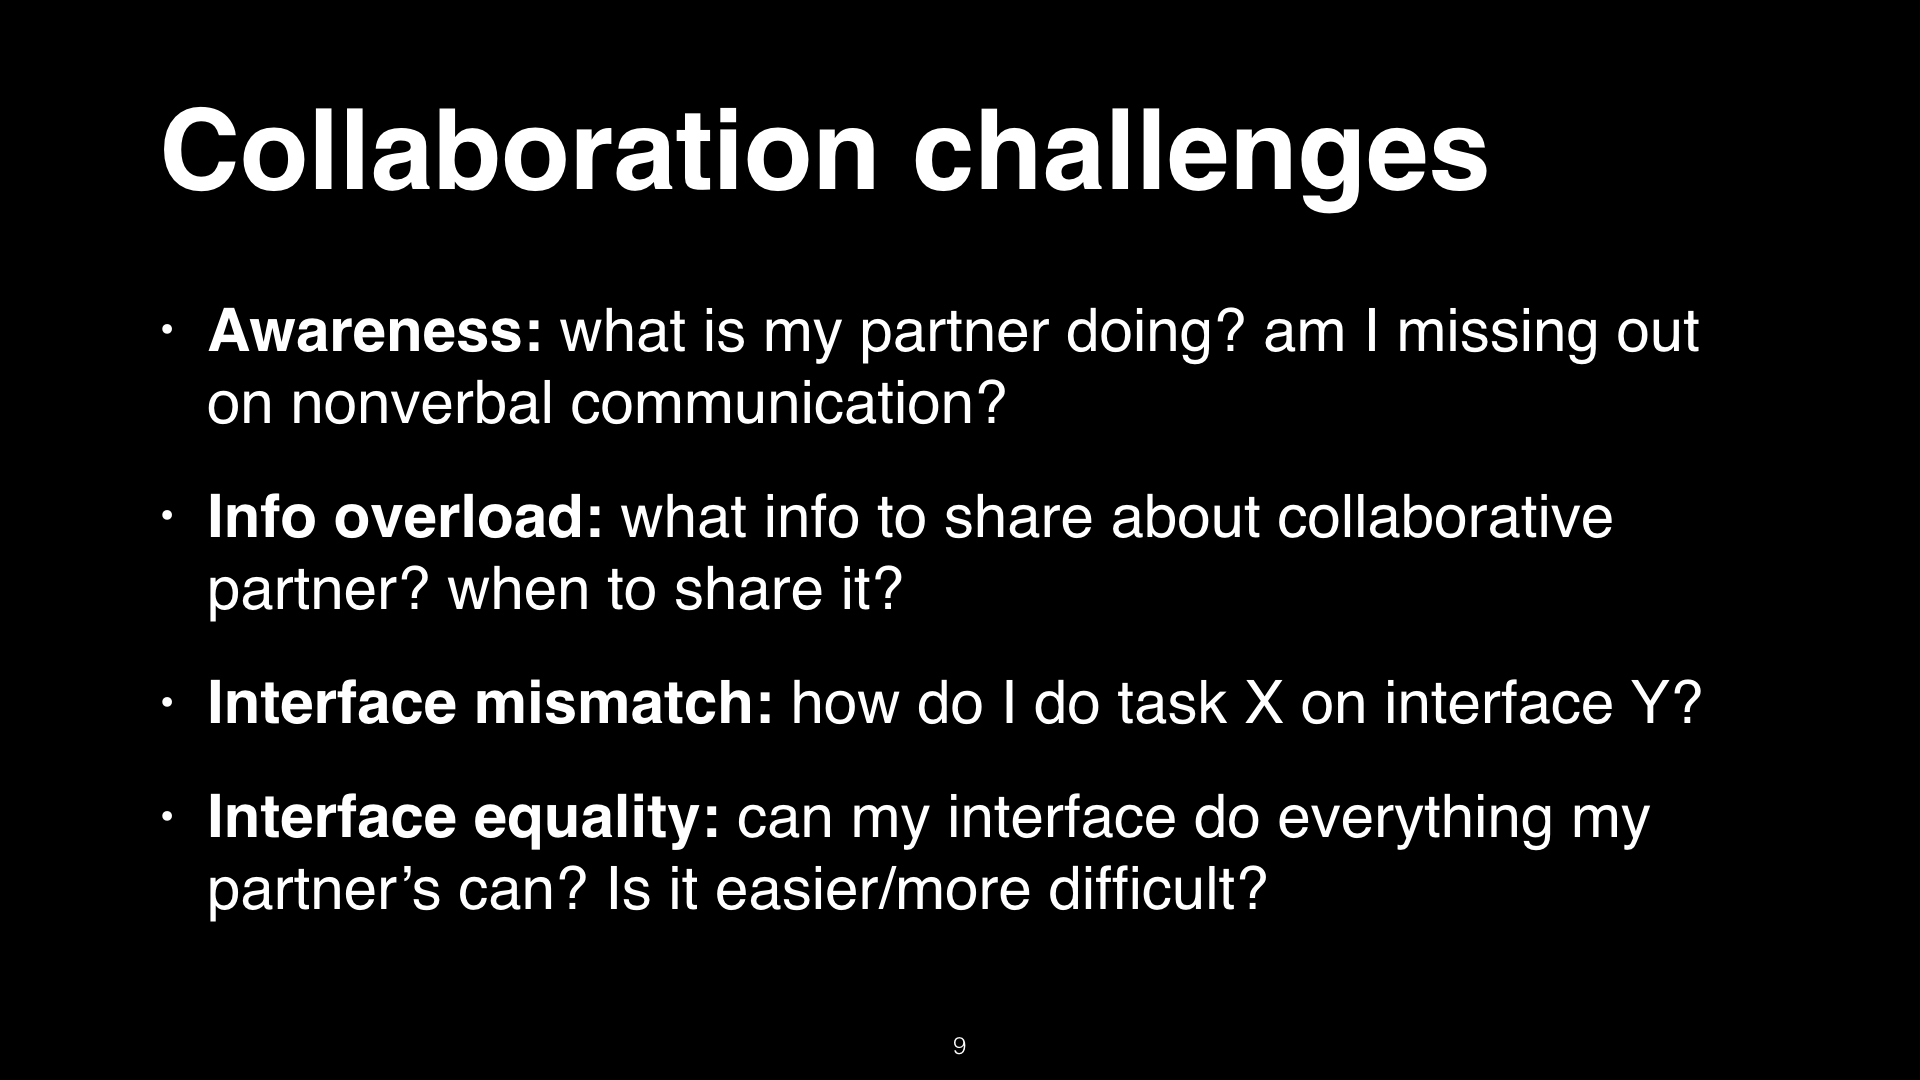 Collaboration challenges
• Awareness: what is my partner doing? am I missing out
on nonverbal communication?
• Info overload: what info to share about collaborative
partner? when to share it?
• Interface mismatch: how do I do task X on interface Y?
• Interface equality: can my interface do everything my
partner’s can? Is it easier/more difficult?
9